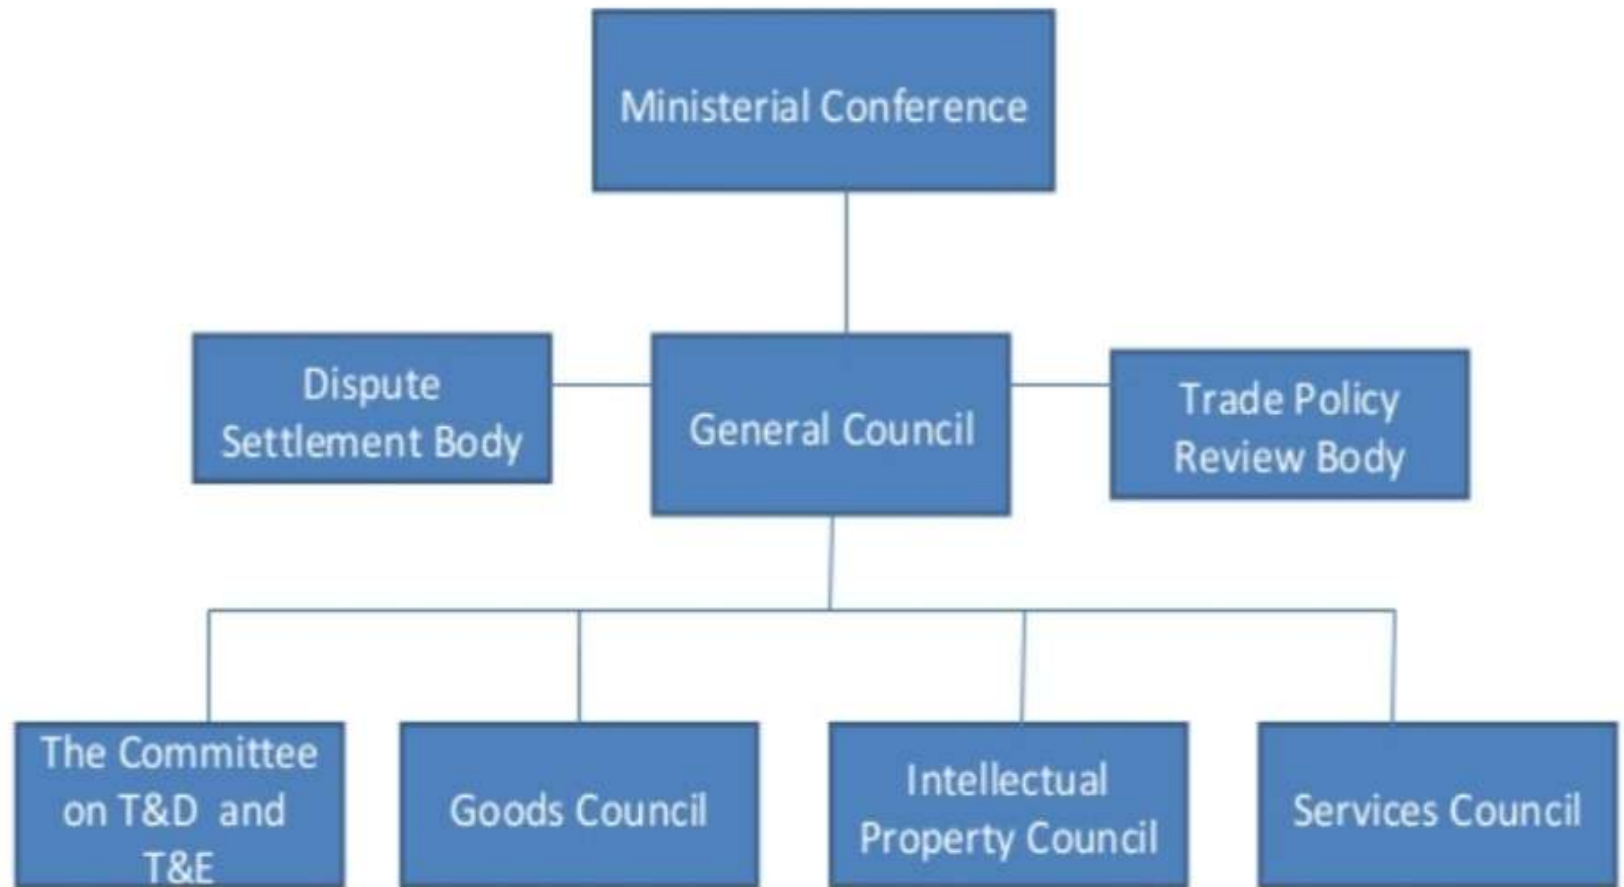 Ministerial Conference
Dispute
Settlement Body
General Council
Trade Policy
Review Body
The Committee
on T&D and
T&E
Goods Council
Intellectual
Property Council
Services Council